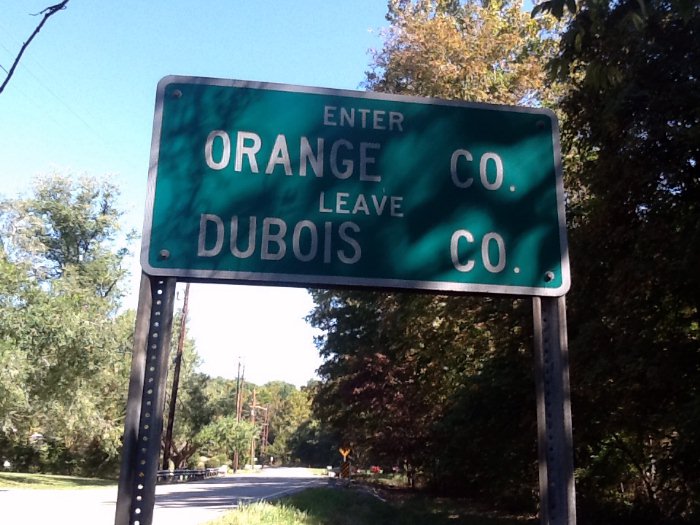 ENTER
ORANGE CO.
LEAVE
DUBOIS CO.